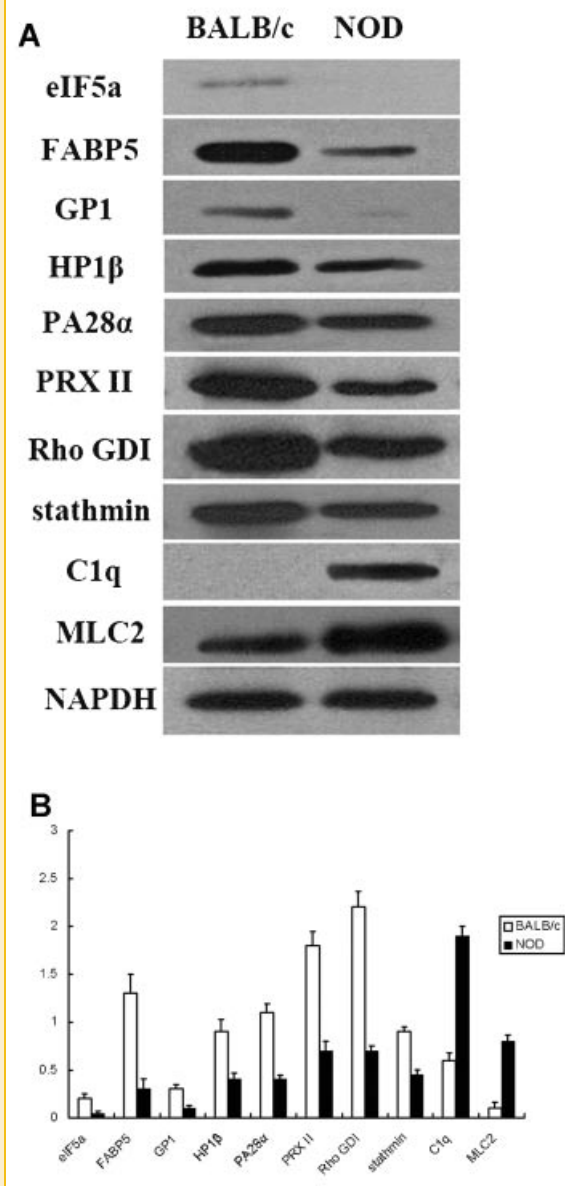 A
BALB/c NOD
eIF5a
FABP5
GP1
HP1β
PA28α
PRX II
Rho GDI
stathmin
C1q
MLC2
NAPDH
B
3
2.5
2
1.5
1
0.5
0
BALB/c
NOD
eIF5a FABP5 GP1 HP1β PA28α PRX II Rho GDI stathmin C1q MLC2